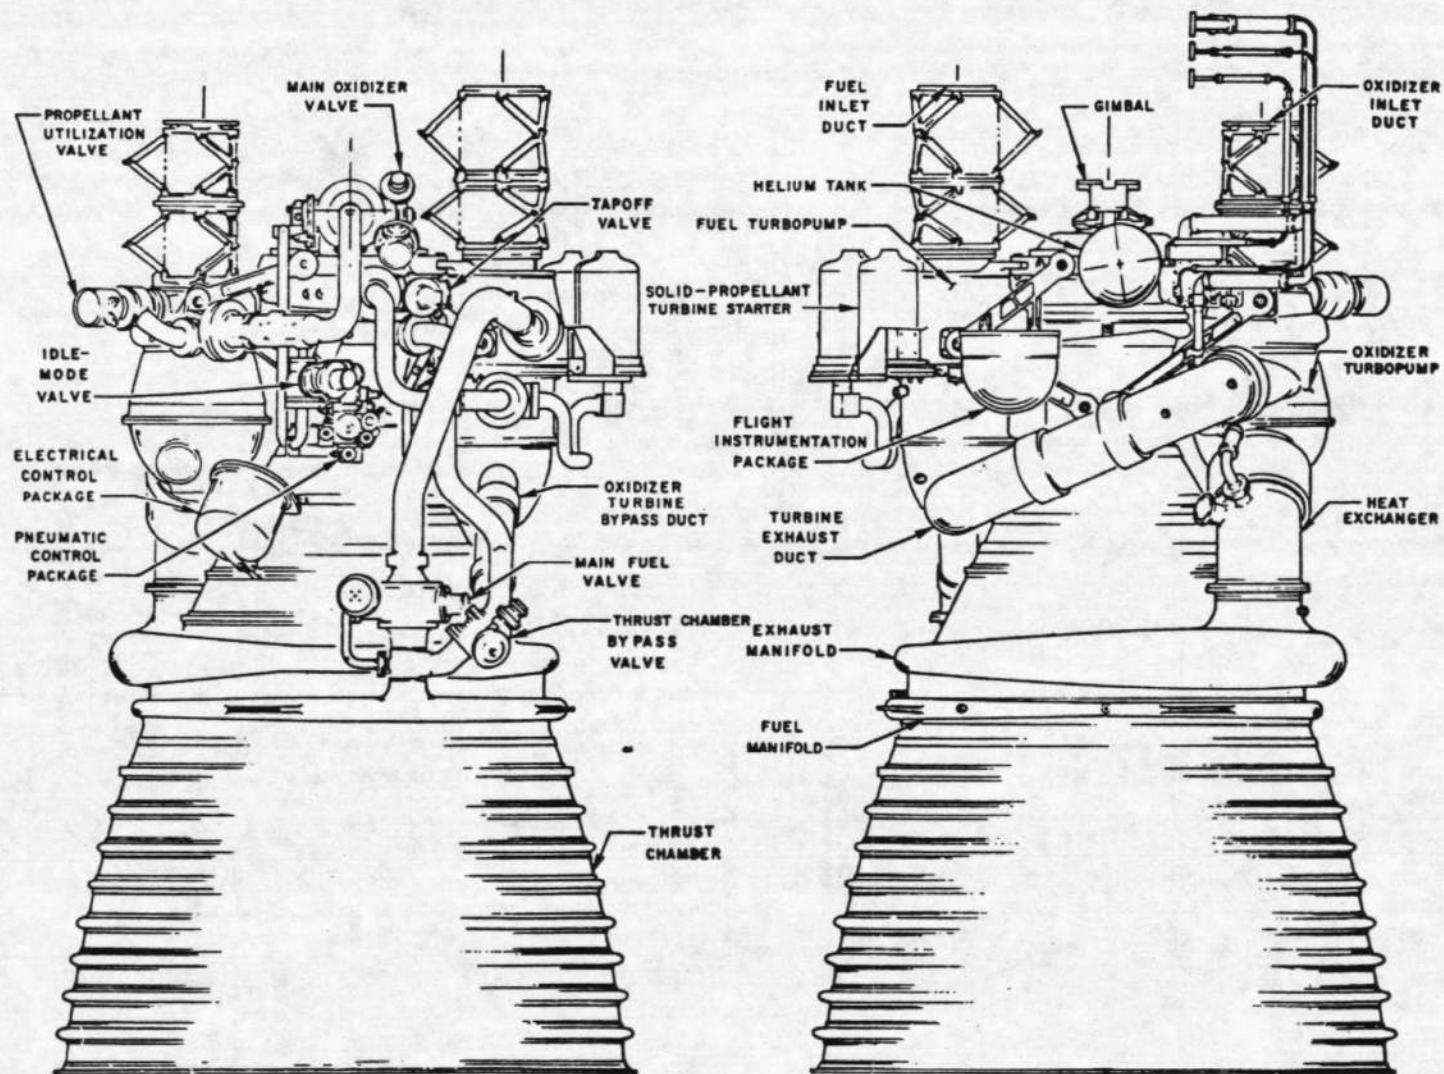 MAIN OXIDIZER
VALVE
PROPELLANT
UTILIZATION
VALVE
TAPOFF
VALVE
IDLE-
MODE
VALVE
ELECTRICAL
CONTROL
PACKAGE
PNEUMATIC
CONTROL
PACKAGE
OXIDIZER
TURBINE
BYPASS DUCT
MAIN FUEL
VALVE
THRUST CHAMBER
BYPASS
VALVE
THRUST
CHAMBER
FUEL
INLET
DUCT
GIMBAL
OXIDIZER
INLET
DUCT
HELIUM TANK
FUEL TURBOPUMP
SOLID-PROPELLANT
TURBINE STARTER
OXIDIZER
TURBOPUMP
FLIGHT
INSTRUMENTATION
PACKAGE
HEAT
EXCHANGER
TURBINE
EXHAUST
DUCT
EXHAUST
MANIFOLD
FUEL
MANIFOLD